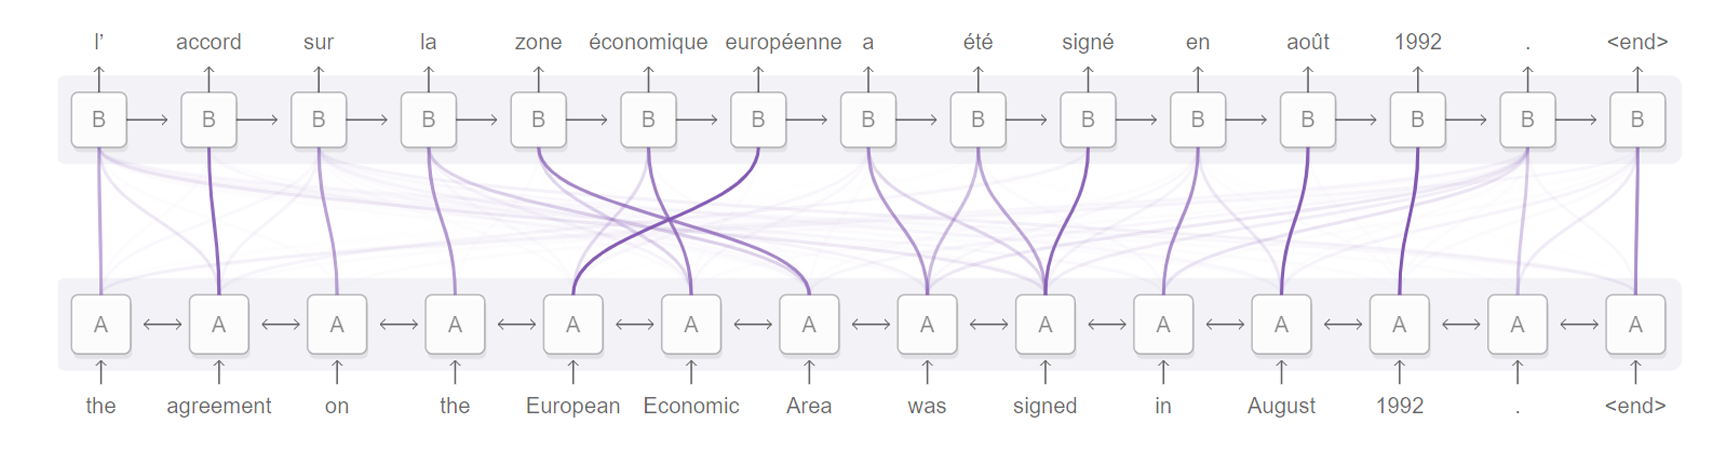 l’ accord sur la zone économique européenne a été signé en août 1992 . <end>
B B B B B B B B B B B B B B B
A A A A A A A A A A A A A A
the agreement on the European Economic Area was signed in August 1992 . <end>